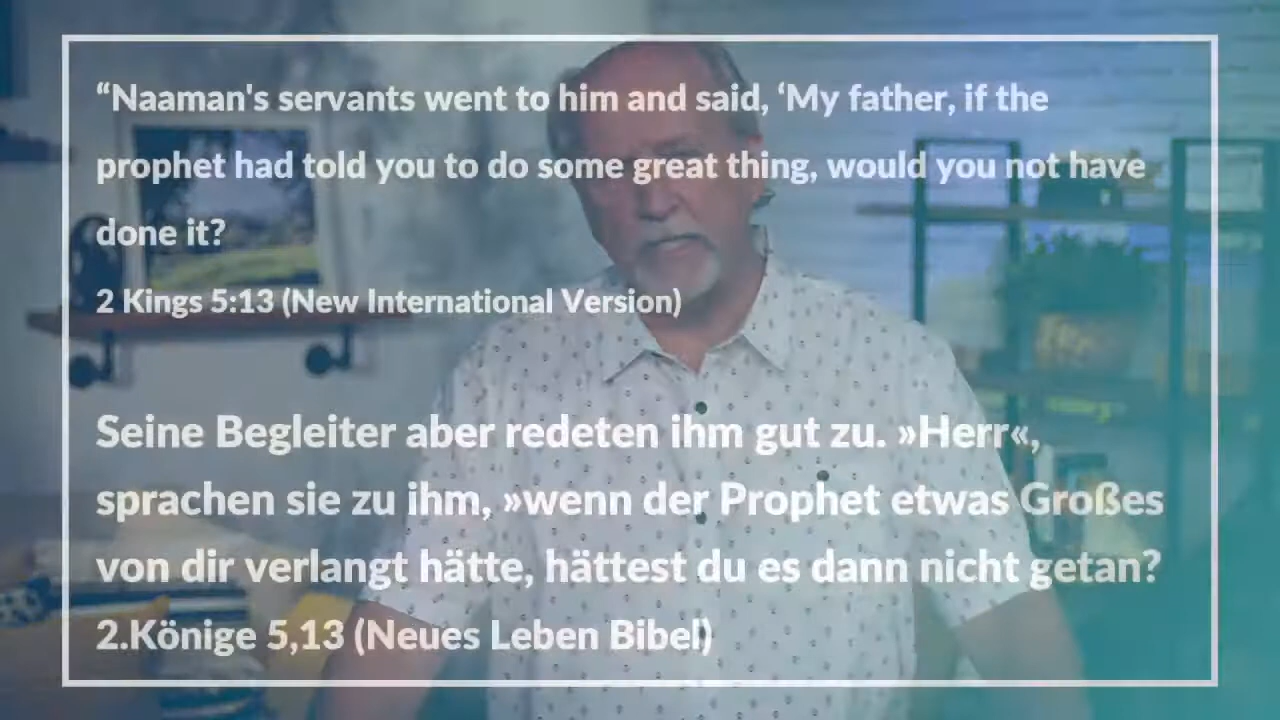 “Naaman's servants went to him and said, ‘My father, if the
prophet had told you to do some great thing, would you not have
done it?
2 Kings 5:13 (New International Version)
Seine Begleiter aber redeten ihm gut zu. »Herr«,
sprachen sie zu ihm, »wenn der Prophet etwas Großes
von dir verlangt hätte, hättest du es dann nicht getan?
2.Könige 5,13 (Neues Leben Bibel)